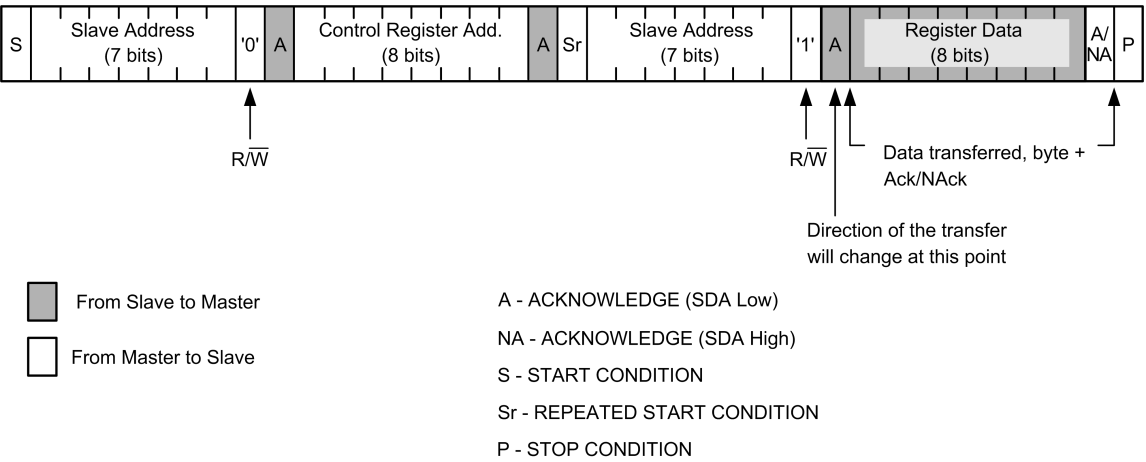 S
Slave Address
(7 bits)
'0'
A
Control Register Add.
(8 bits)
A
Sr
Slave Address
(7 bits)
'1'
A
Register Data
(8 bits)
A/
NA
P
R/W̅
R/W̅
Data transferred, byte +
Ack/NAck
Direction of the transfer
will change at this point
From Slave to Master
From Master to Slave
A - ACKNOWLEDGE (SDA Low)
NA - ACKNOWLEDGE (SDA High)
S - START CONDITION
Sr - REPEATED START CONDITION
P - STOP CONDITION